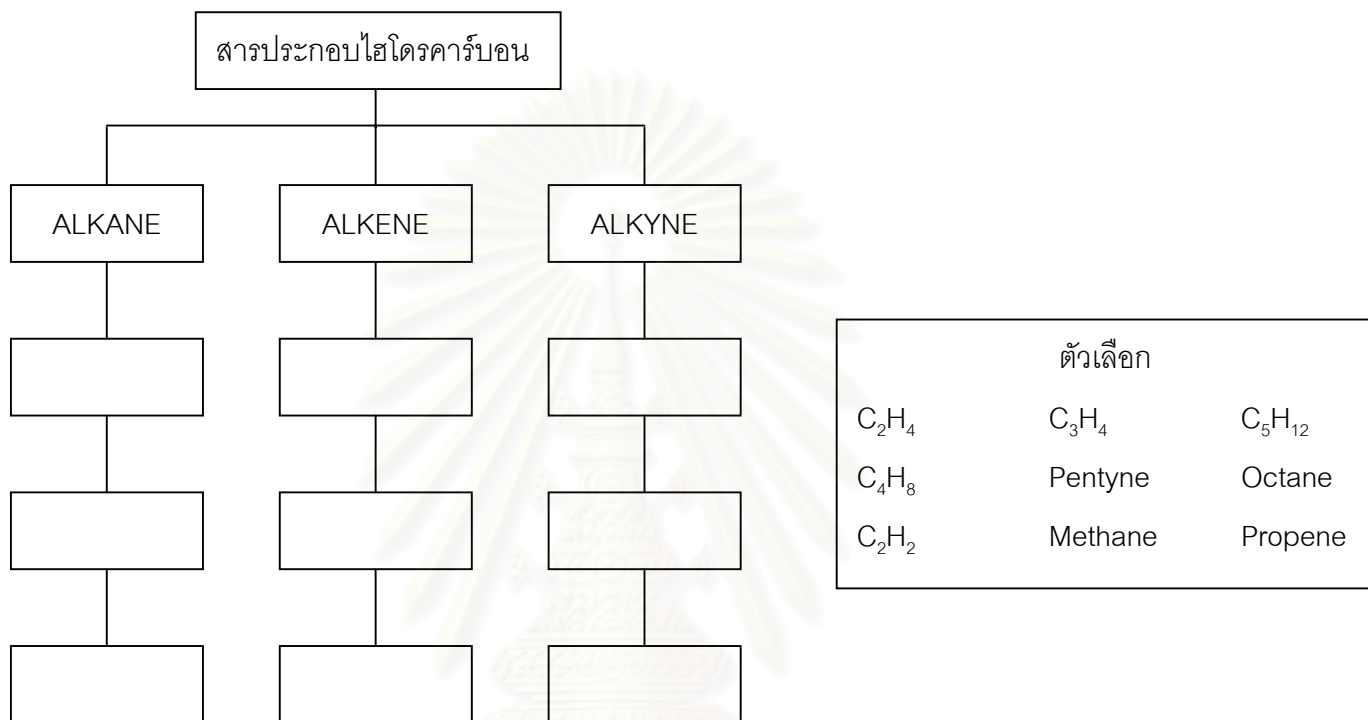 สารประกอบไฮโดรคาร์บอน
ALKANE ALKENE ALKYNE
ตัวเลือก
C₂H₄ C₃H₄ C₅H₁₂
C₄H₈ Pentyne Octane
C₂H₂ Methane Propene